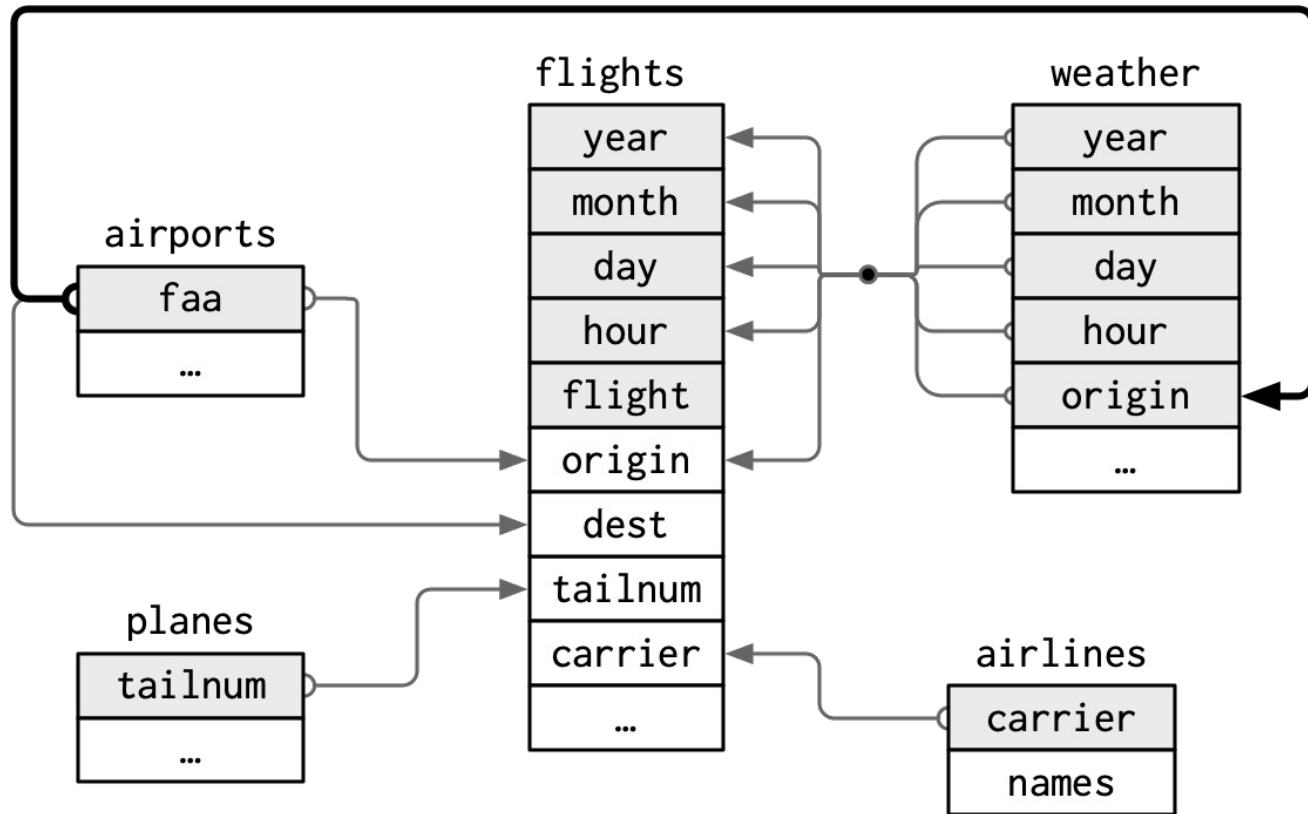 airports
faa
…
planes
tailnum
…
flights
year
month
day
hour
flight
origin
dest
tailnum
carrier
…
weather
year
month
day
hour
origin
…
airlines
carrier
names